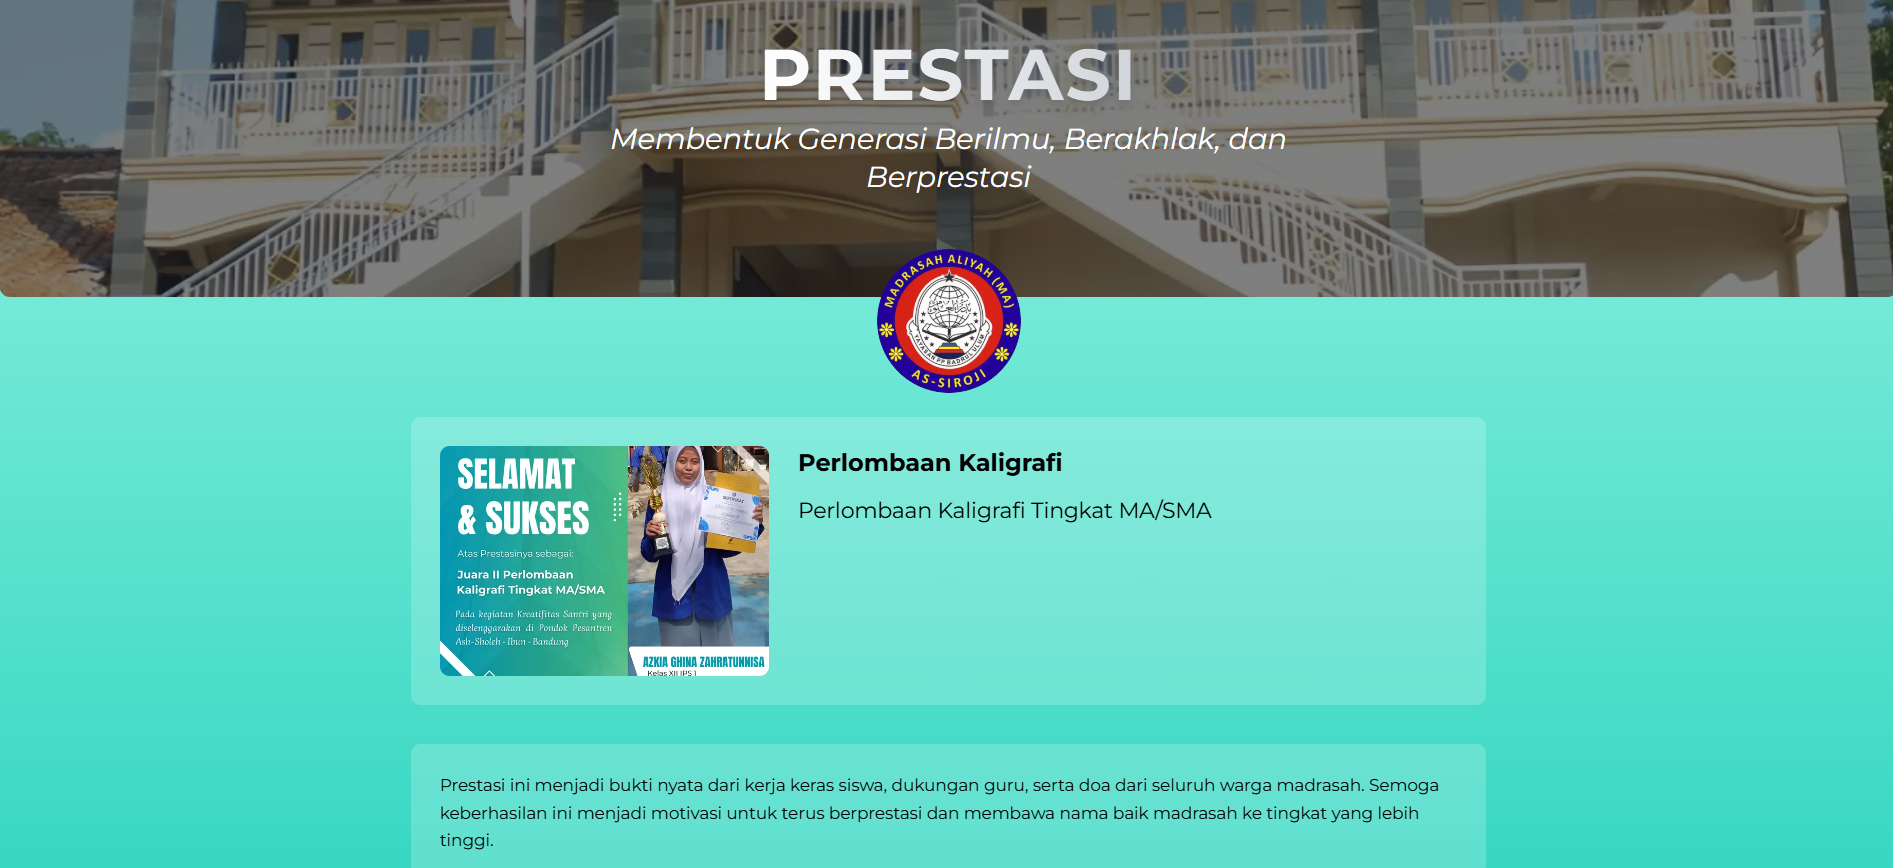 PRESTASI
Membentuk Generasi Berilmu, Berakhlak, dan
Berprestasi
MADRASAH ALIYAH (MA)
YAYASAN PP BADRUL ULUM
AS-SIROJI
SELAMAT
& SUKSES
Atas Prestasinya sebagai:
Juara II Perlombaan
Kaligrafi Tingkat MA/SMA
Pada kegiatan Kreatifitas Santri yang
diselenggarakan di Pondok Pesantren
Ash-Sholeh - Ibun - Bandung
SERTIFIKAT
AZKIA GHINA ZAHRATUNNISA
Kelas XII IPS 1
Perlombaan Kaligrafi
Perlombaan Kaligrafi Tingkat MA/SMA
Prestasi ini menjadi bukti nyata dari kerja keras siswa, dukungan guru, serta doa dari seluruh warga madrasah. Semoga
keberhasilan ini menjadi motivasi untuk terus berprestasi dan membawa nama baik madrasah ke tingkat yang lebih
tinggi.